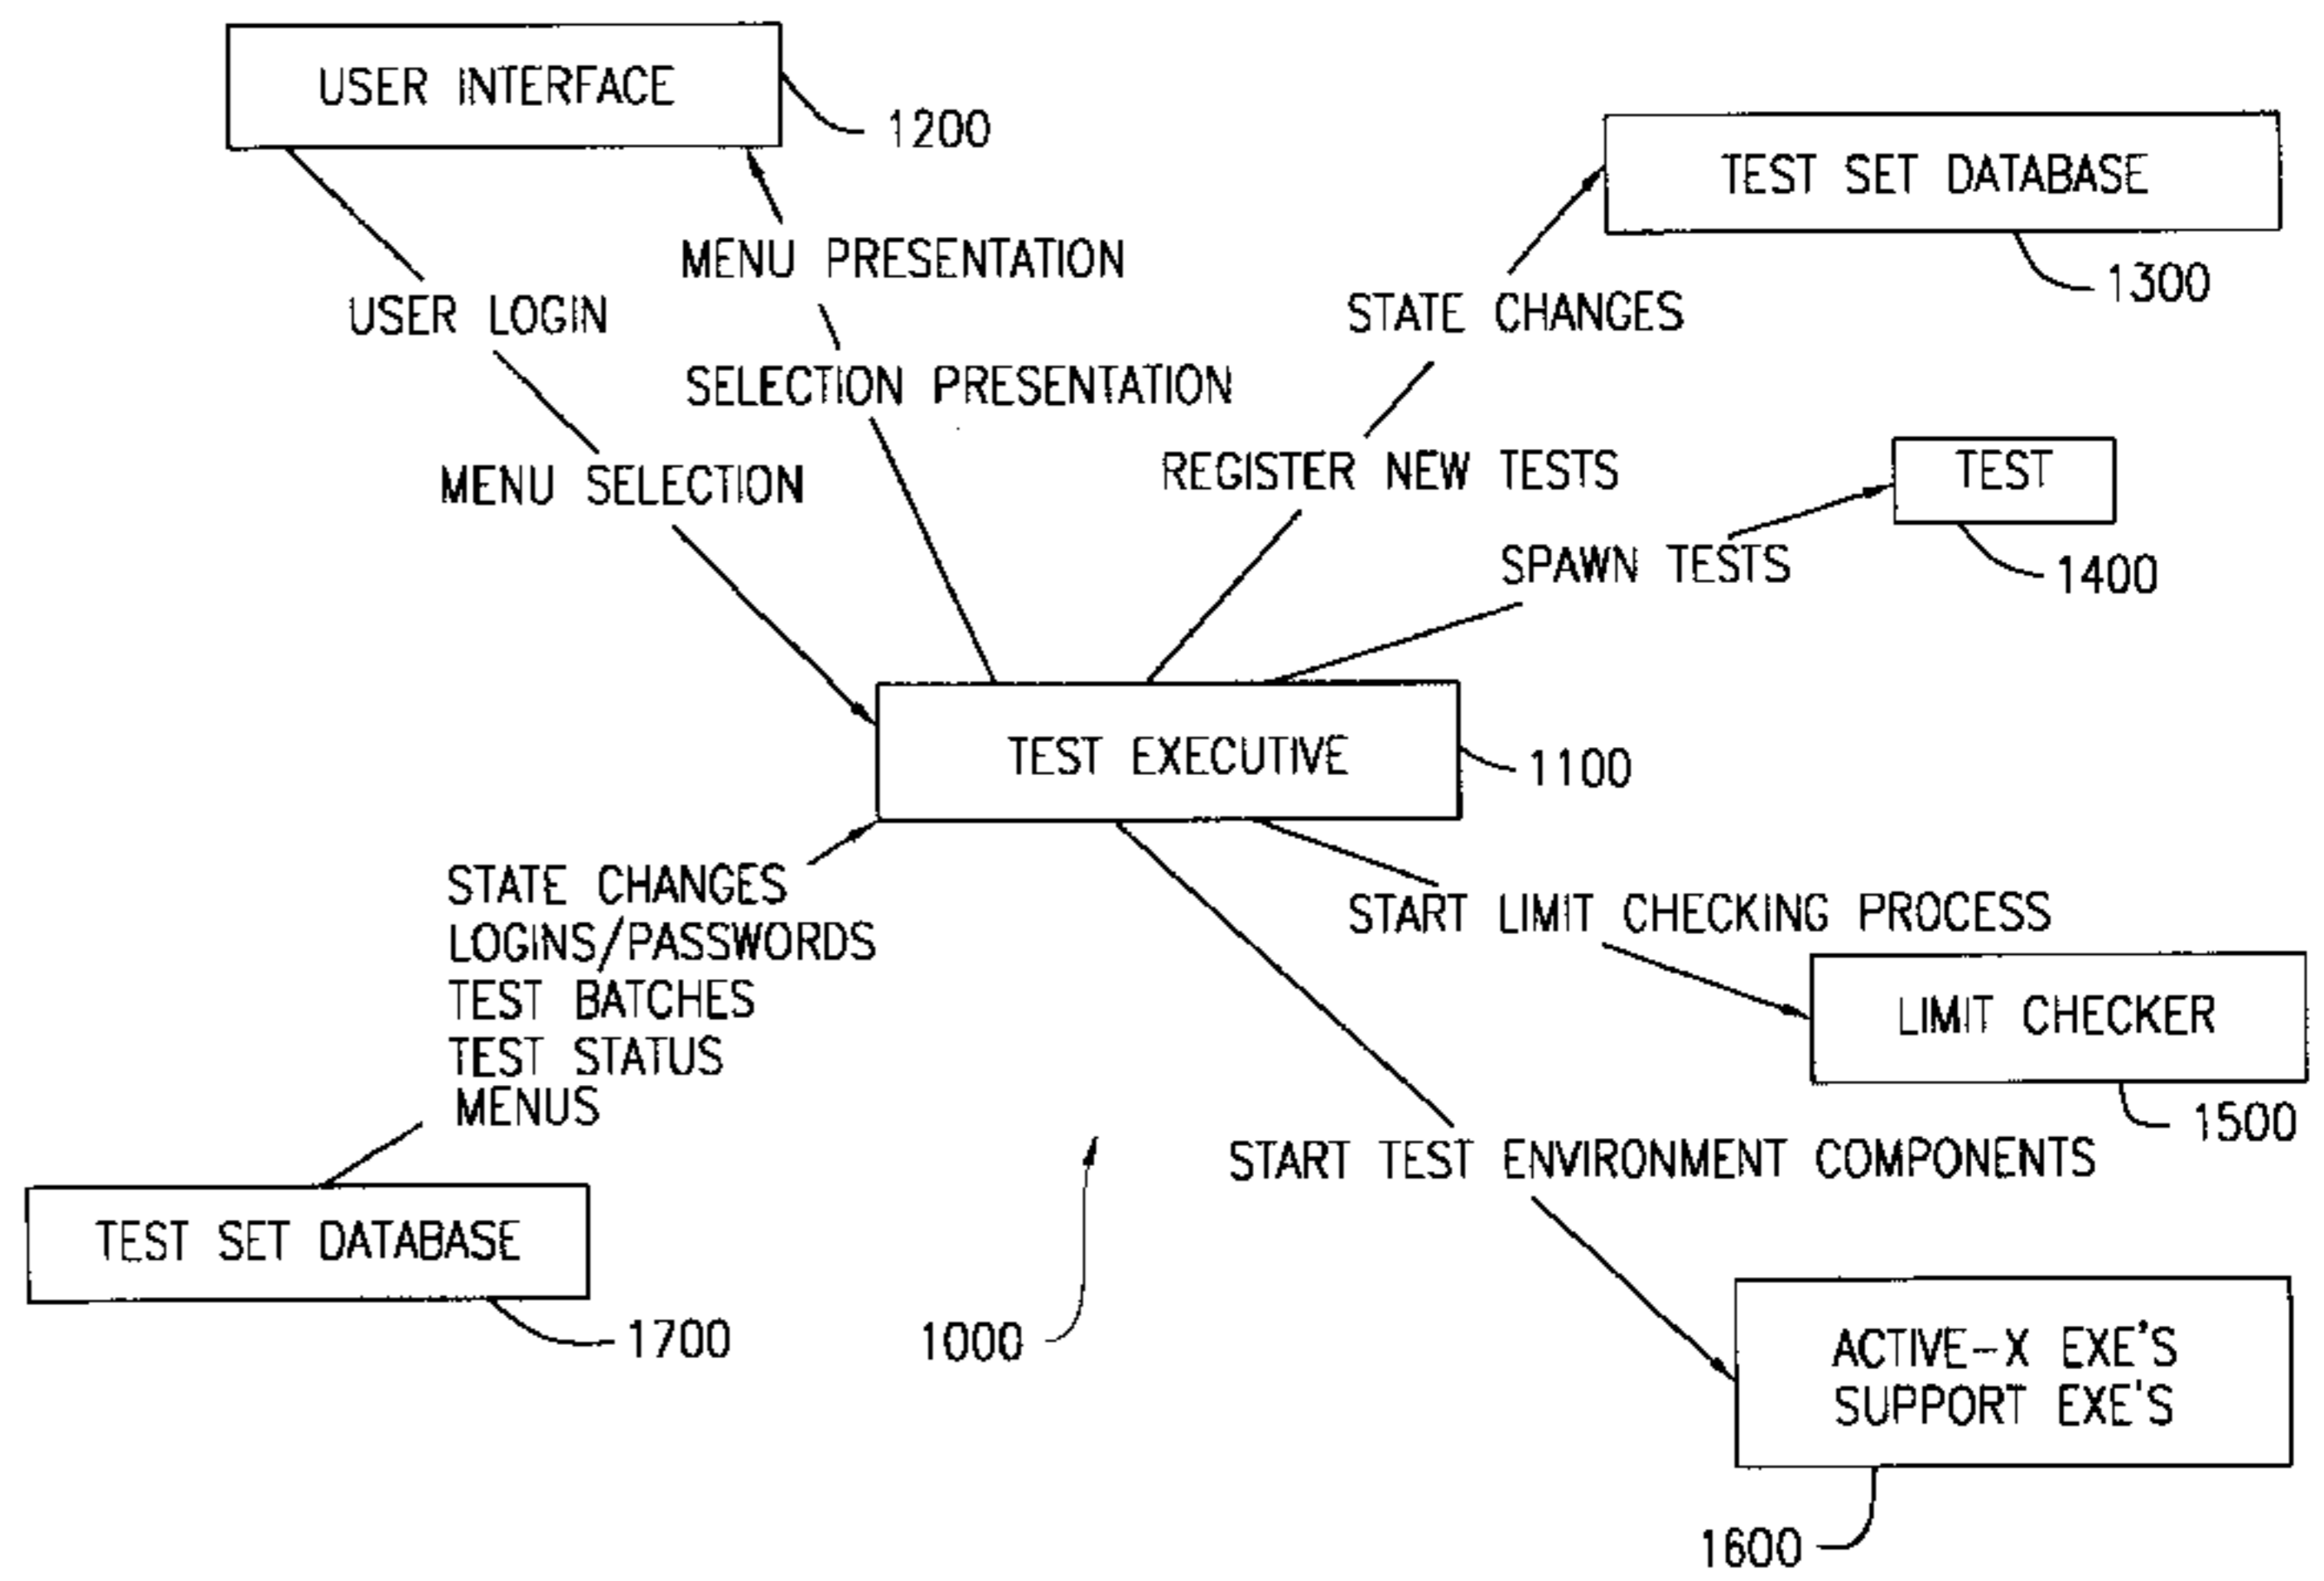 USER INTERFACE
1200
TEST SET DATABASE
1300
MENU PRESENTATION
USER LOGIN
STATE CHANGES
SELECTION PRESENTATION
MENU SELECTION
REGISTER NEW TESTS
TEST
1400
SPAWN TESTS
TEST EXECUTIVE
1100
STATE CHANGES
LOGINS/PASSWORDS
TEST BATCHES
TEST STATUS
MENUS
START LIMIT CHECKING PROCESS
LIMIT CHECKER
1500
START TEST ENVIRONMENT COMPONENTS
TEST SET DATABASE
1700
1000
ACTIVE-X EXE'S
SUPPORT EXE'S
1600